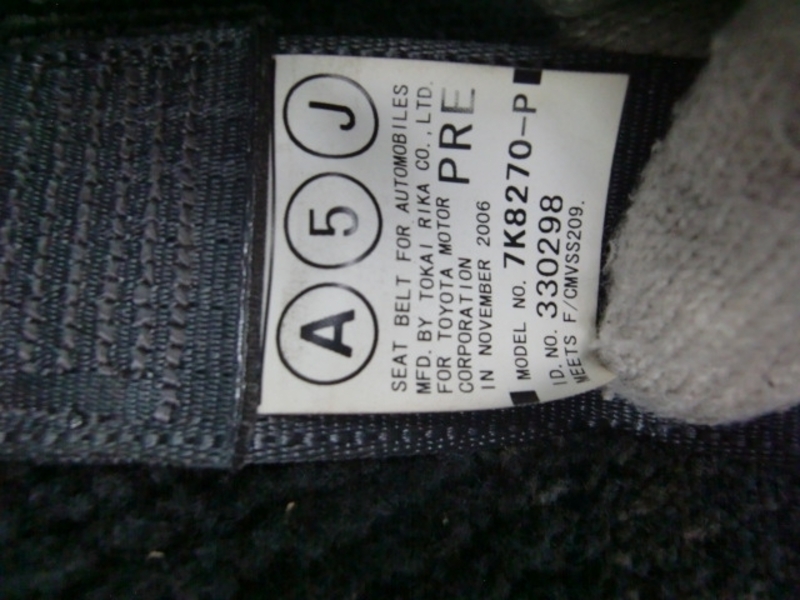 A 5 J
SEAT BELT FOR AUTOMOBILES
MFD. BY TOKAI RIKA CO.,LTD.
FOR TOYOTA MOTOR
CORPORATION
PRE
IN NOVEMBER 2006
MODEL NO. 7K8270-P
ID. NO. 330298
MEETS F/CMVSS209.